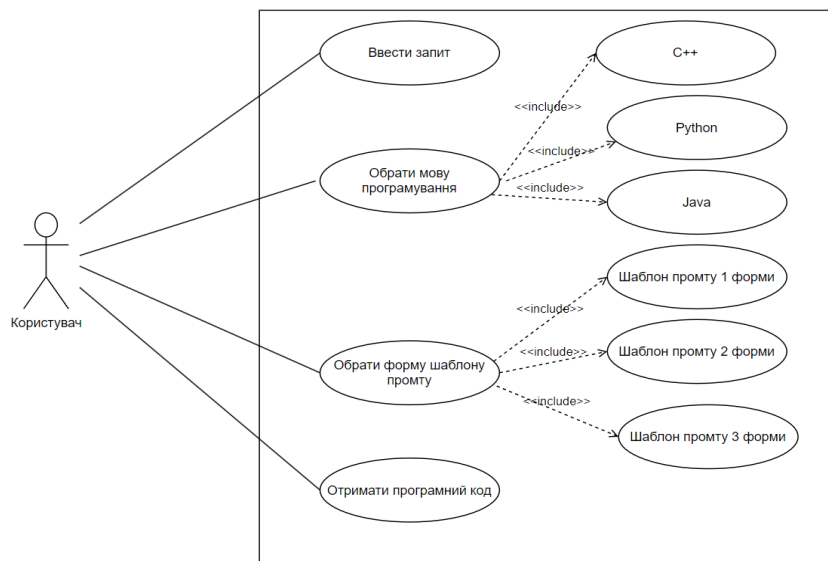 Ввести запит
C++
<<include>>
Python
<<include>>
Обрати мову
програмування
<<include>>
Java
Користувач
Шаблон промту 1 форми
<<include>>
Обрати форму шаблону
промту
<<include>>
Шаблон промту 2 форми
<<include>>
Шаблон промту 3 форми
Отримати програмний код